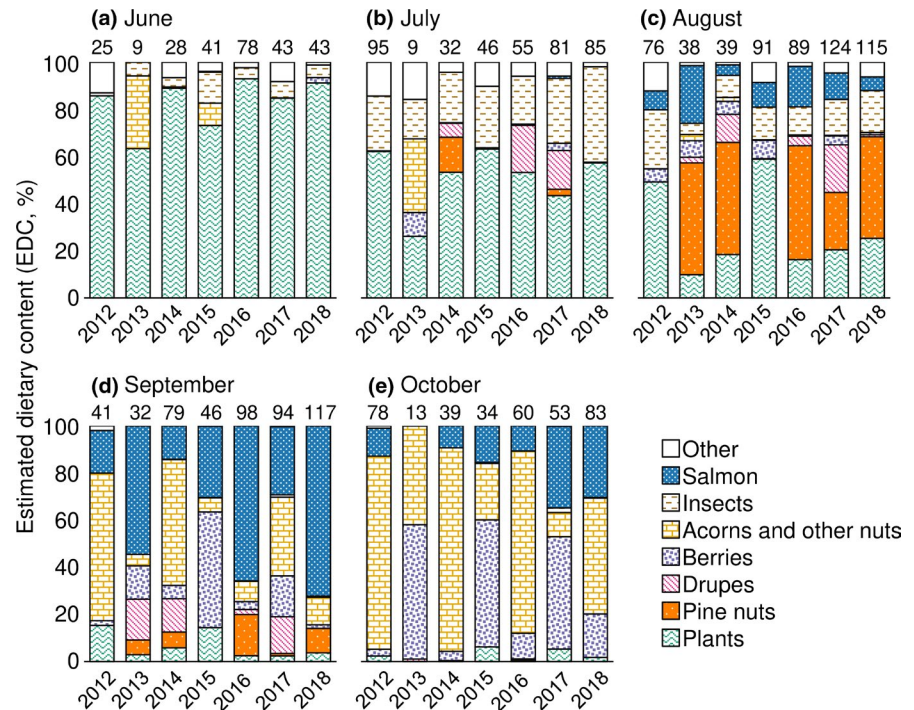 (a) June
25 9 28 41 78 43 43
(b) July
95 9 32 46 55 81 85
(c) August
76 38 39 91 89 124 115
Estimated dietary content (EDC, %)
100
80
60
40
20
0
2012 2013 2014 2015 2016 2017 2018
2012 2013 2014 2015 2016 2017 2018
2012 2013 2014 2015 2016 2017 2018
(d) September
41 32 79 46 98 94 117
(e) October
78 13 39 34 60 53 83
100
80
60
40
20
0
2012 2013 2014 2015 2016 2017 2018
2012 2013 2014 2015 2016 2017 2018
Other
Salmon
Insects
Acorns and other nuts
Berries
Drupes
Pine nuts
Plants